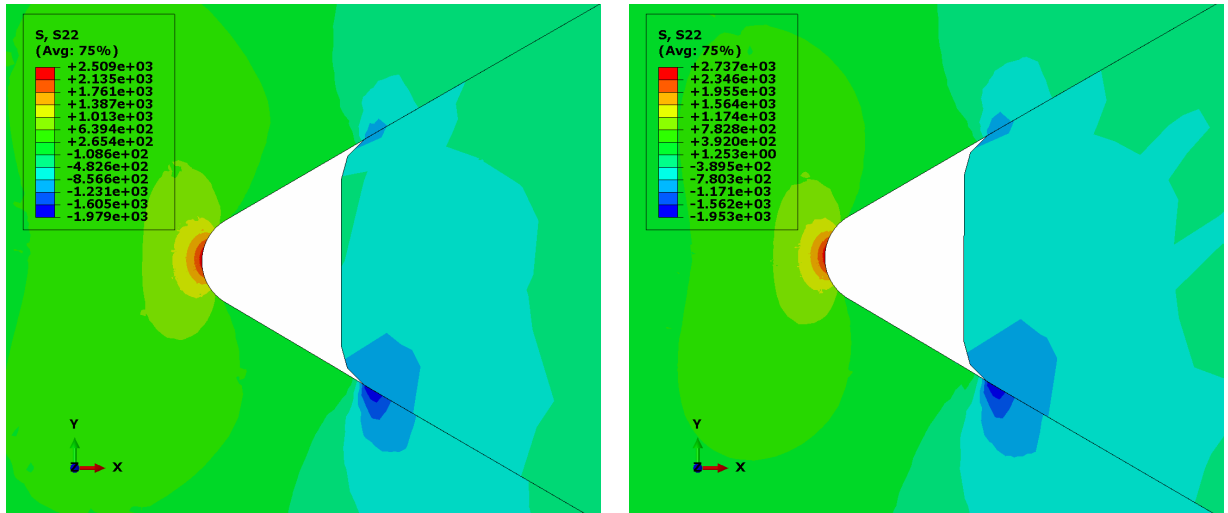 S, S22
(Avg: 75%)
+2.509e+03
+2.135e+03
+1.761e+03
+1.387e+03
+1.013e+03
+6.394e+02
+2.654e+02
-1.086e+02
-4.826e+02
-8.566e+02
-1.231e+03
-1.605e+03
-1.979e+03
Y
Z
X
S, S22
(Avg: 75%)
+2.737e+03
+2.346e+03
+1.955e+03
+1.564e+03
+1.174e+03
+7.828e+02
+3.920e+02
+1.253e+00
-3.895e+02
-7.803e+02
-1.171e+03
-1.562e+03
-1.953e+03
Y
Z
X